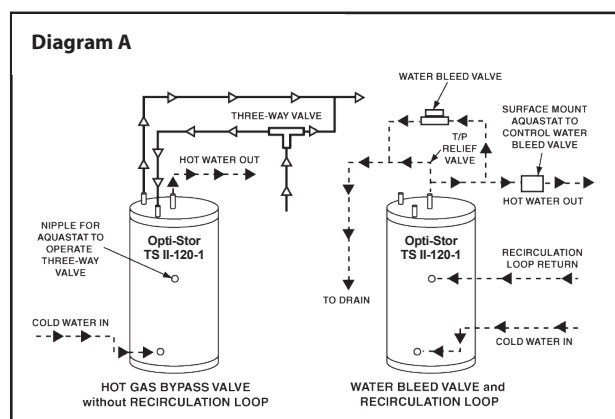 Diagram A
WATER BLEED VALVE
THREE-WAY VALVE
HOT WATER OUT
T/P
RELIEF
VALVE
SURFACE MOUNT
AQUASTAT TO
CONTROL WATER
BLEED VALVE
HOT WATER OUT
NIPPLE FOR
AQUASTAT TO
OPERATE
THREE-WAY
VALVE
Opti-Stor
TS II-120-1
Opti-Stor
TS II-120-1
RECIRCULATION
LOOP RETURN
TO DRAIN
COLD WATER IN
COLD WATER IN
HOT GAS BYPASS VALVE
without RECIRCULATION LOOP
WATER BLEED VALVE and
RECIRCULATION LOOP